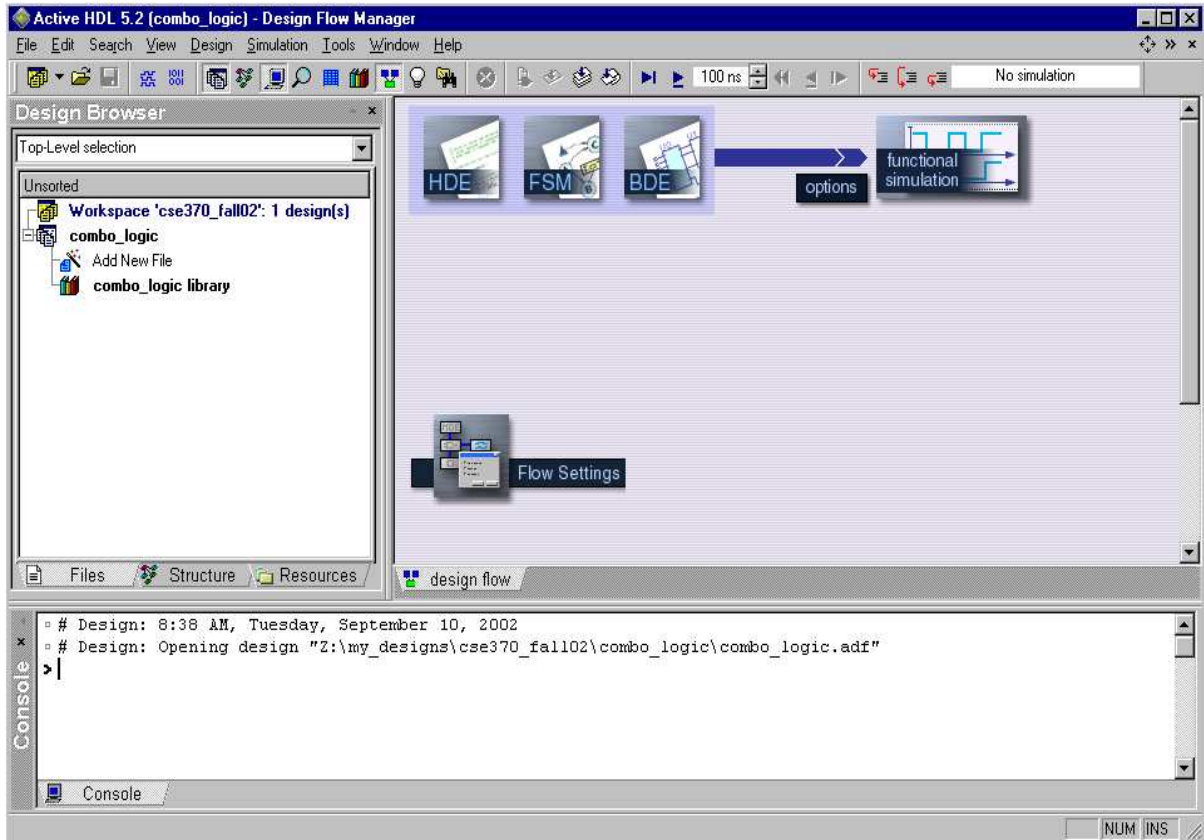 Active HDL 5.2 (combo_logic) - Design Flow Manager
File Edit Search View Design Simulation Tools Window Help
100 ns No simulation
Design Browser
Top-Level selection
Unsorted
Workspace 'cse370_fall02': 1 design(s)
combo_logic
Add New File
combo_logic library
Files Structure Resources
HDE FSM BDE
options
functional
simulation
Flow Settings
design flow
# Design: 8:38 AM, Tuesday, September 10, 2002
# Design: Opening design "Z:\my_designs\cse370_fall02\combo_logic\combo_logic.adf"
>
Console
Console
NUM INS